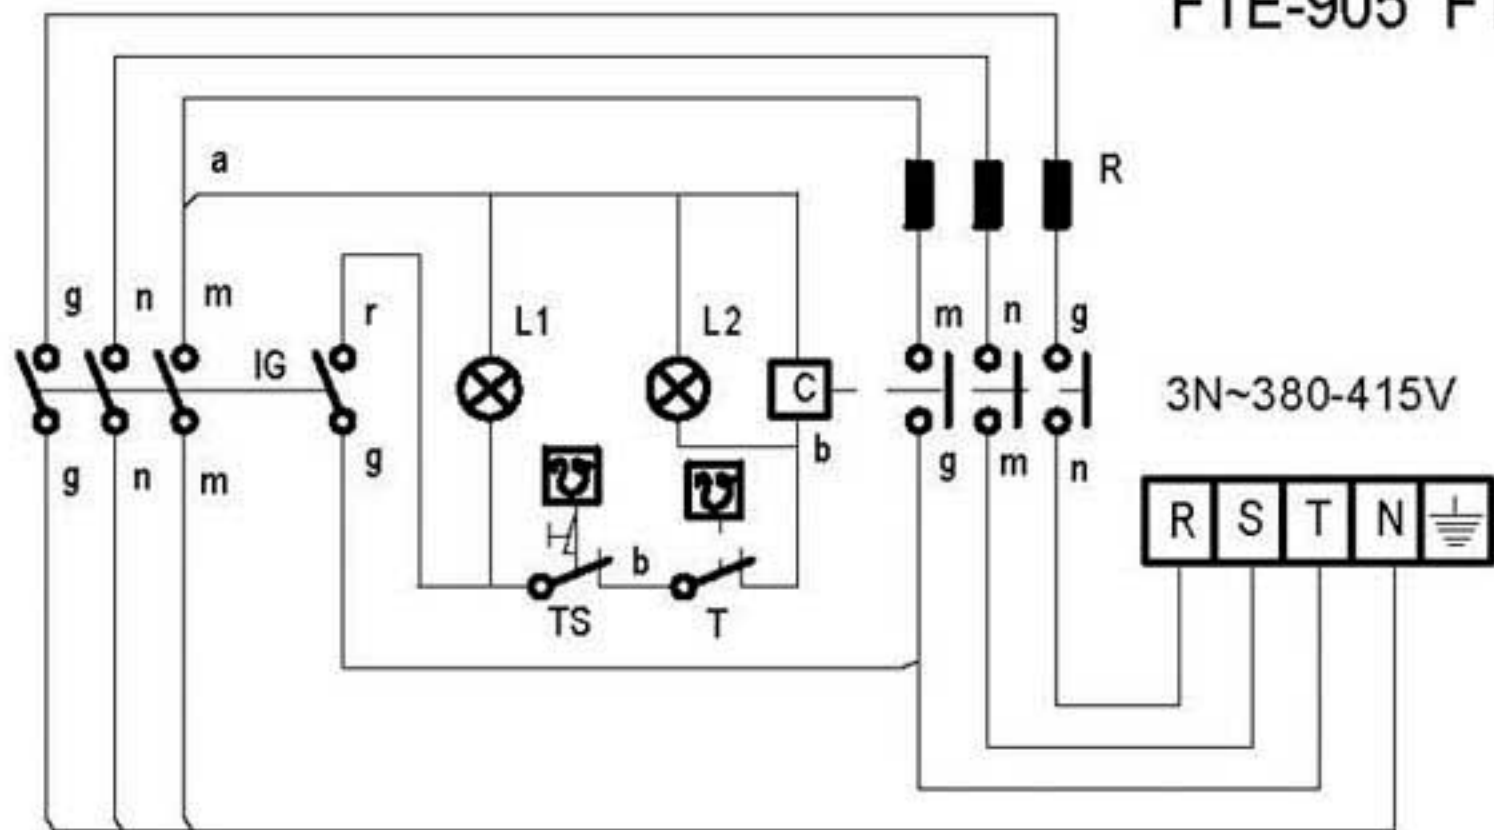 FTE-905
a
R
g n m r L1 L2 m n g
IG C 3N~380-415V
g n m g b g m n
R S T N
b
TS T